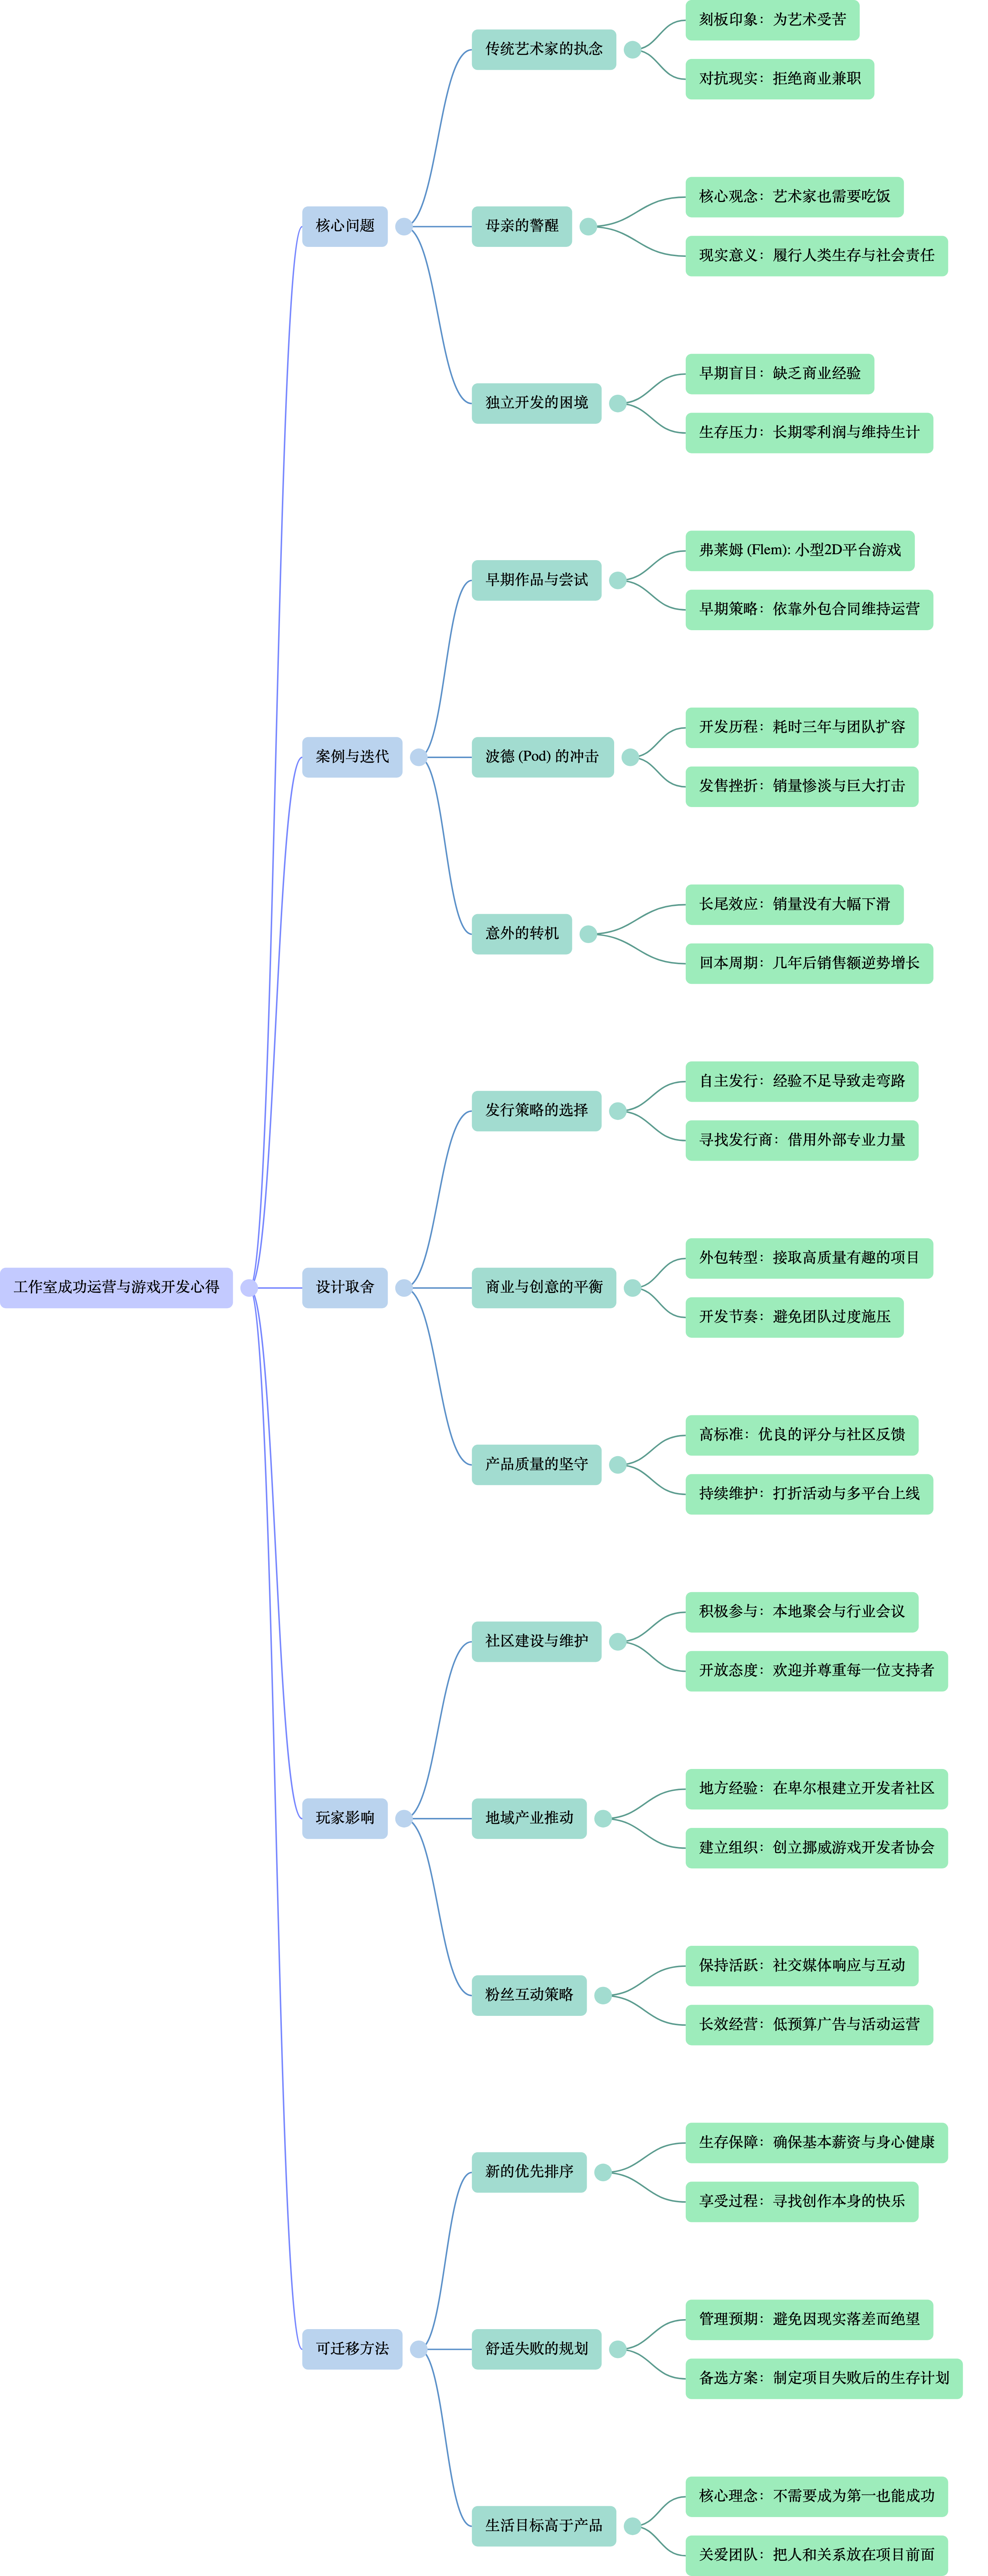 工作室成功运营与游戏开发心得
核心问题
传统艺术家的执念
刻板印象：为艺术受苦
对抗现实：拒绝商业兼职
母亲的警醒
核心观念：艺术家也需要吃饭
现实意义：履行人类生存与社会责任
独立开发的困境
早期盲目：缺乏商业经验
生存压力：长期零利润与维持生计
案例与迭代
早期作品与尝试
弗莱姆 (Flem): 小型2D平台游戏
早期策略：依靠外包合同维持运营
波德 (Pod) 的冲击
开发历程：耗时三年与团队扩容
发售挫折：销量惨淡与巨大打击
意外的转机
长尾效应：销量没有大幅下滑
回本周期：几年后销售额逆势增长
设计取舍
发行策略的选择
自主发行：经验不足导致走弯路
寻找发行商：借用外部专业力量
商业与创意的平衡
外包转型：接取高质量有趣的项目
开发节奏：避免团队过度施压
产品质量的坚守
高标准：优良的评分与社区反馈
持续维护：打折活动与多平台上线
玩家影响
社区建设与维护
积极参与：本地聚会与行业会议
开放态度：欢迎并尊重每一位支持者
地域产业推动
地方经验：在卑尔根建立开发者社区
建立组织：创立挪威游戏开发者协会
粉丝互动策略
保持活跃：社交媒体响应与互动
长效经营：低预算广告与活动运营
可迁移方法
新的优先排序
生存保障：确保基本薪资与身心健康
享受过程：寻找创作本身的快乐
舒适失败的规划
管理预期：避免因现实落差而绝望
备选方案：制定项目失败后的生存计划
生活目标高于产品
核心理念：不需要成为第一也能成功
关爱团队：把人和关系放在项目前面